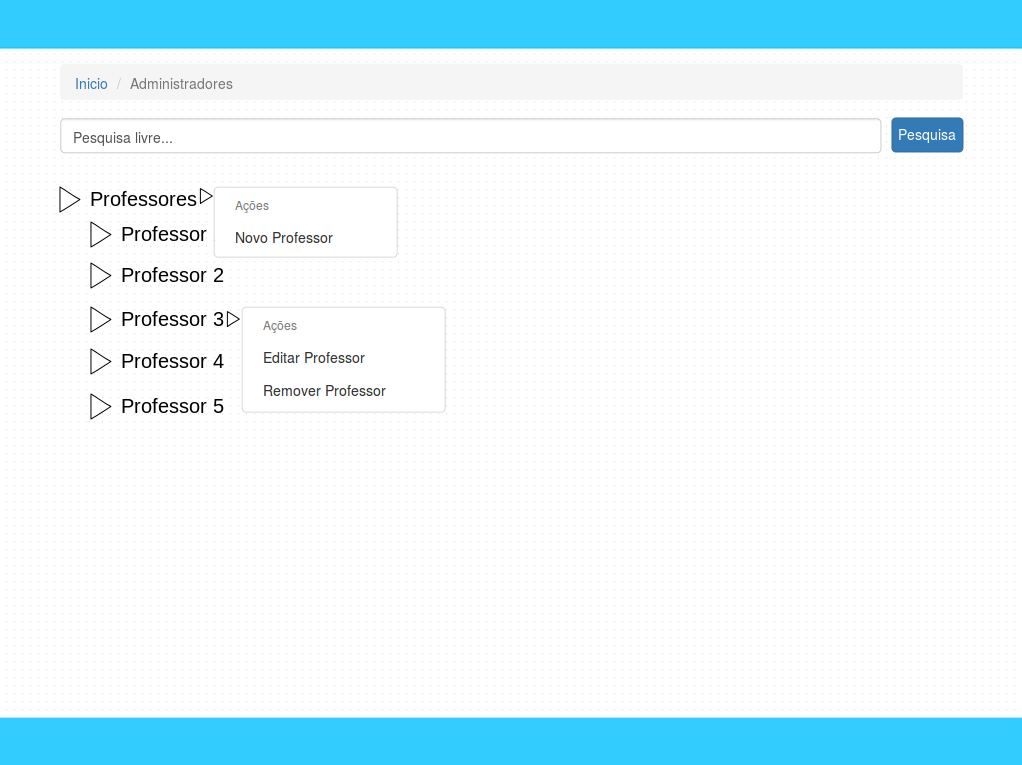 Inicio / Administradores
Pesquisa livre...
Pesquisa
Professores
Ações
Novo Professor
Professor
Professor 2
Professor 3
Ações
Editar Professor
Remover Professor
Professor 4
Professor 5